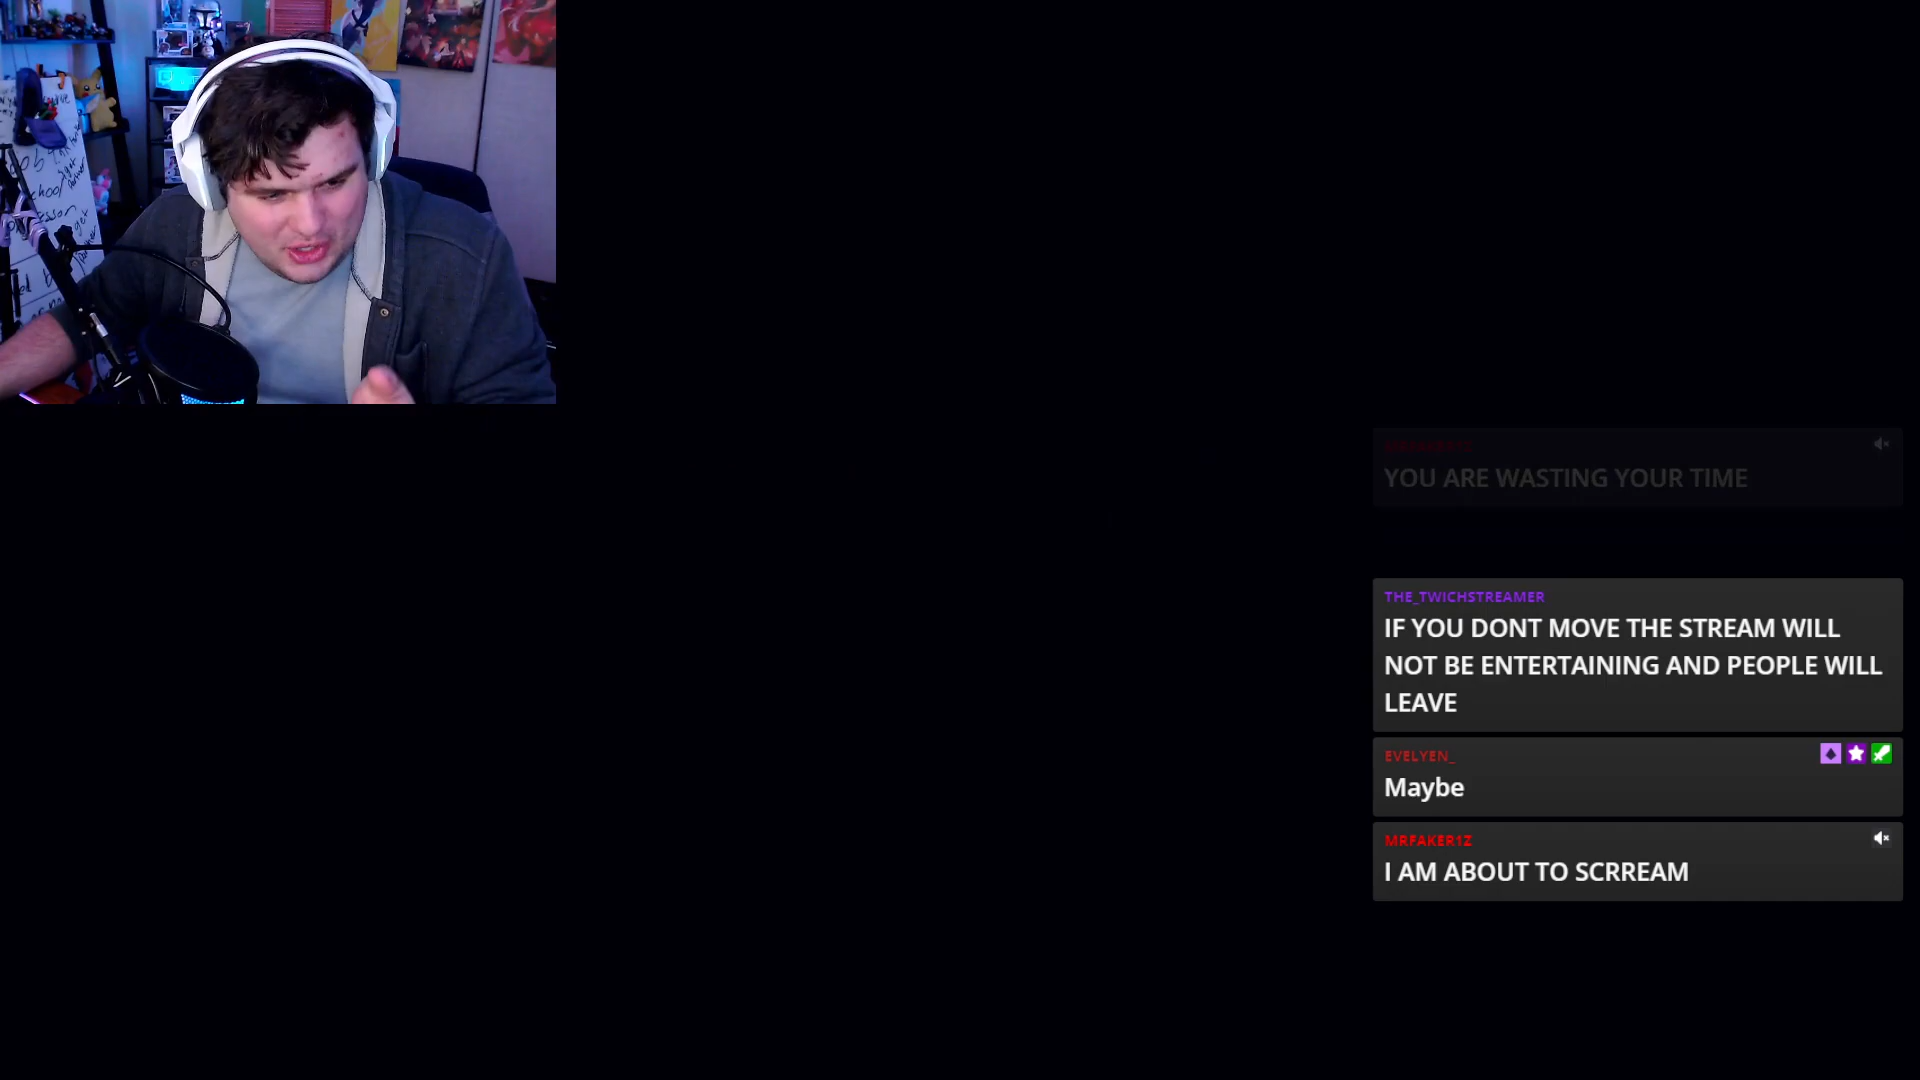 YOU ARE WASTING YOUR TIME
THE_TWICHSTREAMER
IF YOU DONT MOVE THE STREAM WILL
NOT BE ENTERTAINING AND PEOPLE WILL
LEAVE
EVELYEN_
Maybe
MRFAKER1Z
I AM ABOUT TO SCRREAM